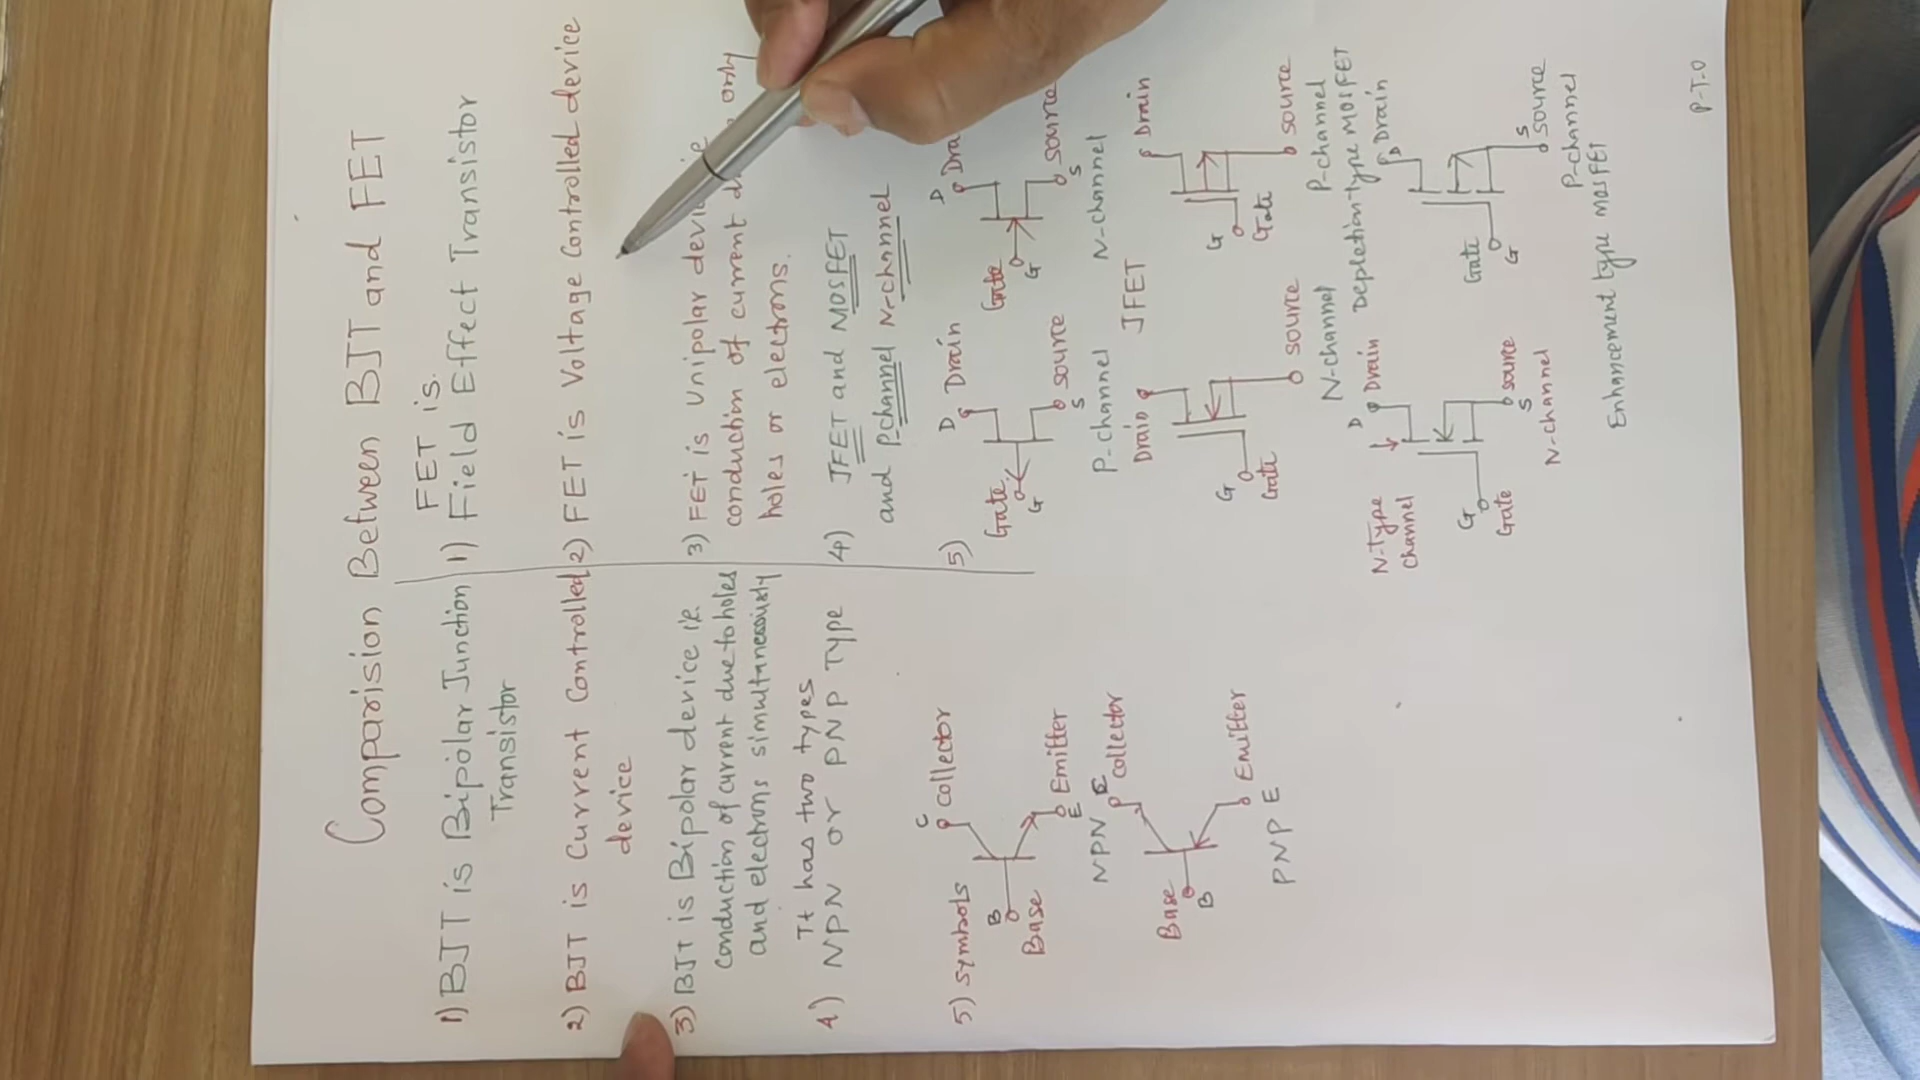 Comparision Between BJT and FET
1) BJT is Bipolar Junction
Transistor
2) BJT is Current Controlled
device
3) BJT is Bipolar device i.e.
conduction of current due to holes
and electrons simultaneously
It has two types
4) NPN or PNP Type
5) Symbols
C
Collector
B
Base
E
Emitter
NPN
C
collector
Base
B
Emitter
PNP E
FET is
1) Field Effect Transistor
2) FET is Voltage Controlled device
3) FET is Unipolar device
conduction of current only
holes or electrons.
4) JFET and MOSFET
and Pchannel N-channel
5)
D
Drain
Gate
G
S
source
P-channel
D
Gate
G
S
source
N-channel
JFET
Drain
G
Gate
source
N-channel
Drain
G
Gate
source
P-channel
Depletion-type MOSFET
N-type
channel
D
Drain
G
Gate
source
S
N-channel
D
Drain
Gate
G
S
source
P-channel
Enhancement type MOSFET
P-T-O